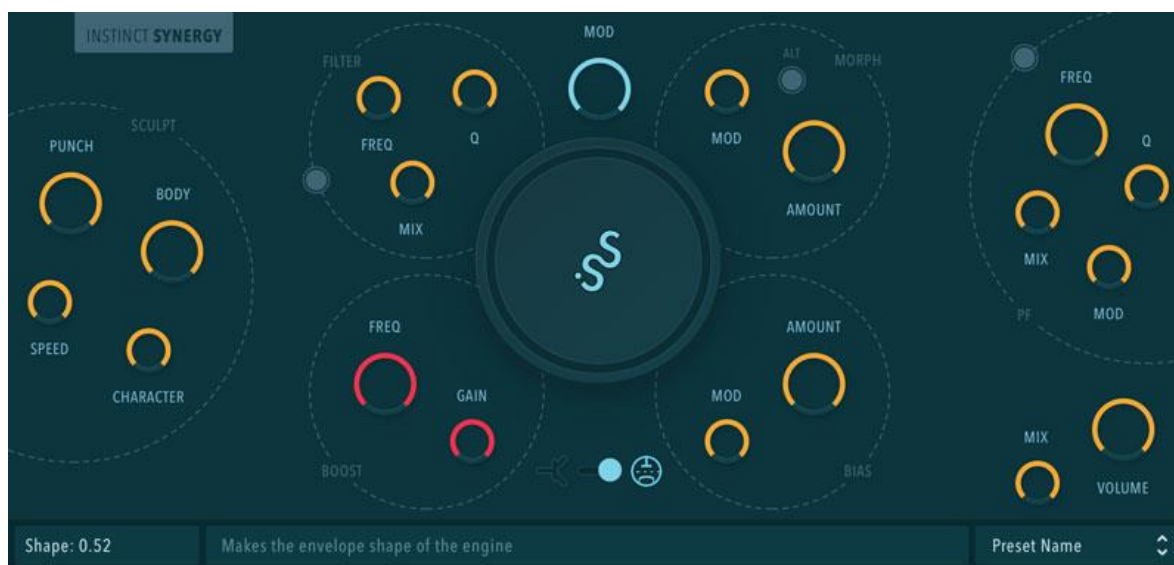 INSTINCT SYNERGY
SCULPT
PUNCH
BODY
SPEED
CHARACTER
FILTER
FREQ
Q
MIX
MOD
ALT
MORPH
MOD
AMOUNT
FREQ
Q
MIX
MOD
PF
FREQ
GAIN
BOOST
AMOUNT
MOD
BIAS
MIX
VOLUME
Shape: 0.52
Makes the envelope shape of the engine
Preset Name